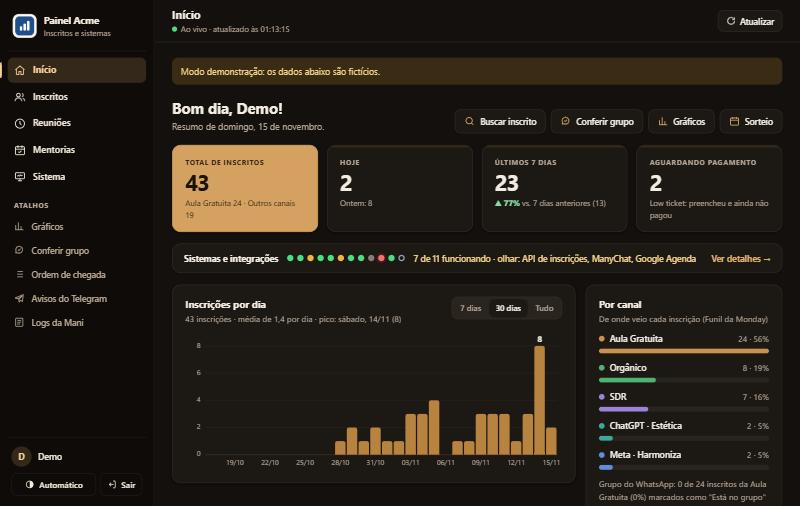 Painel Acme
Inscritos e sistemas
Início
Inscritos
Reuniões
Mentorias
Sistema
ATALHOS
Gráficos
Conferir grupo
Ordem de chegada
Avisos do Telegram
Logs da Maní
D Demo
Automático
Sair
Início
Ao vivo · atualizado às 01:13:15
Atualizar
Modo demonstração: os dados abaixo são fictícios.
Bom dia, Demo!
Resumo de domingo, 15 de novembro.
Buscar inscrito
Conferir grupo
Gráficos
Sorteio
TOTAL DE INSCRITOS
43
Aula Gratuita 24 · Outros canais
19
HOJE
2
Ontem: 8
ÚLTIMOS 7 DIAS
23
▲ 77% vs. 7 dias anteriores (13)
AGUARDANDO PAGAMENTO
2
Low ticket: preencheu e ainda não
pagou
Sistemas e integrações
7 de 11 funcionando · olhar: API de inscrições, ManyChat, Google Agenda
Ver detalhes →
Inscrições por dia
43 inscrições · média de 1,4 por dia · pico: sábado, 14/11 (8)
7 dias
30 dias
Tudo
8
8
6
4
2
0
19/10 22/10 25/10 28/10 31/10 03/11 06/11 09/11 12/11 15/11
Por canal
De onde veio cada inscrição (Funil da Monday)
Aula Gratuita 24 · 56%
Orgânico 8 · 19%
SDR 7 · 16%
ChatGPT · Estética 2 · 5%
Meta · Harmoniza 2 · 5%
Grupo do WhatsApp: 0 de 24 inscritos da Aula
Gratuita (0%) marcados como "Está no grupo"